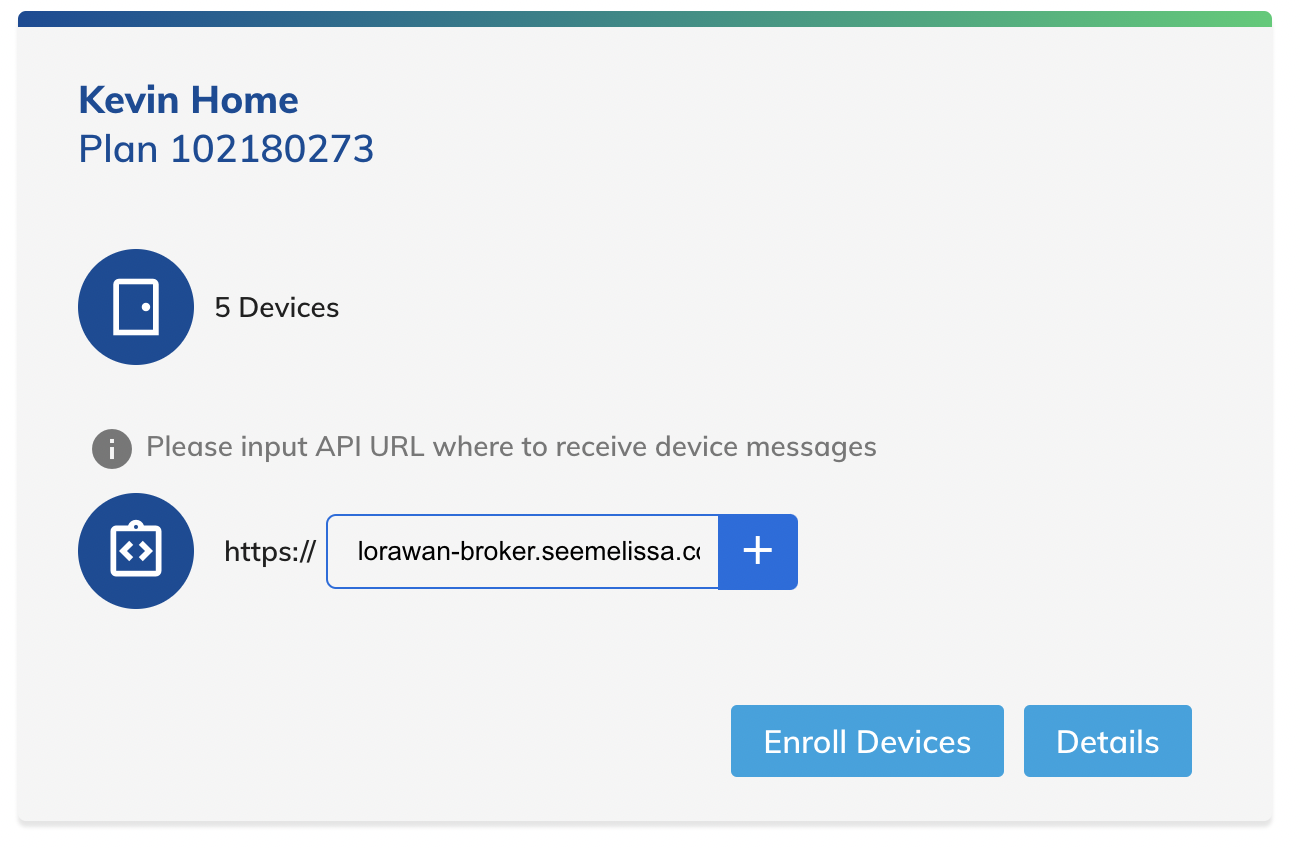 Kevin Home
Plan 102180273
5 Devices
Please input API URL where to receive device messages
https:// lorawan-broker.seemelissa.co
Enroll Devices Details